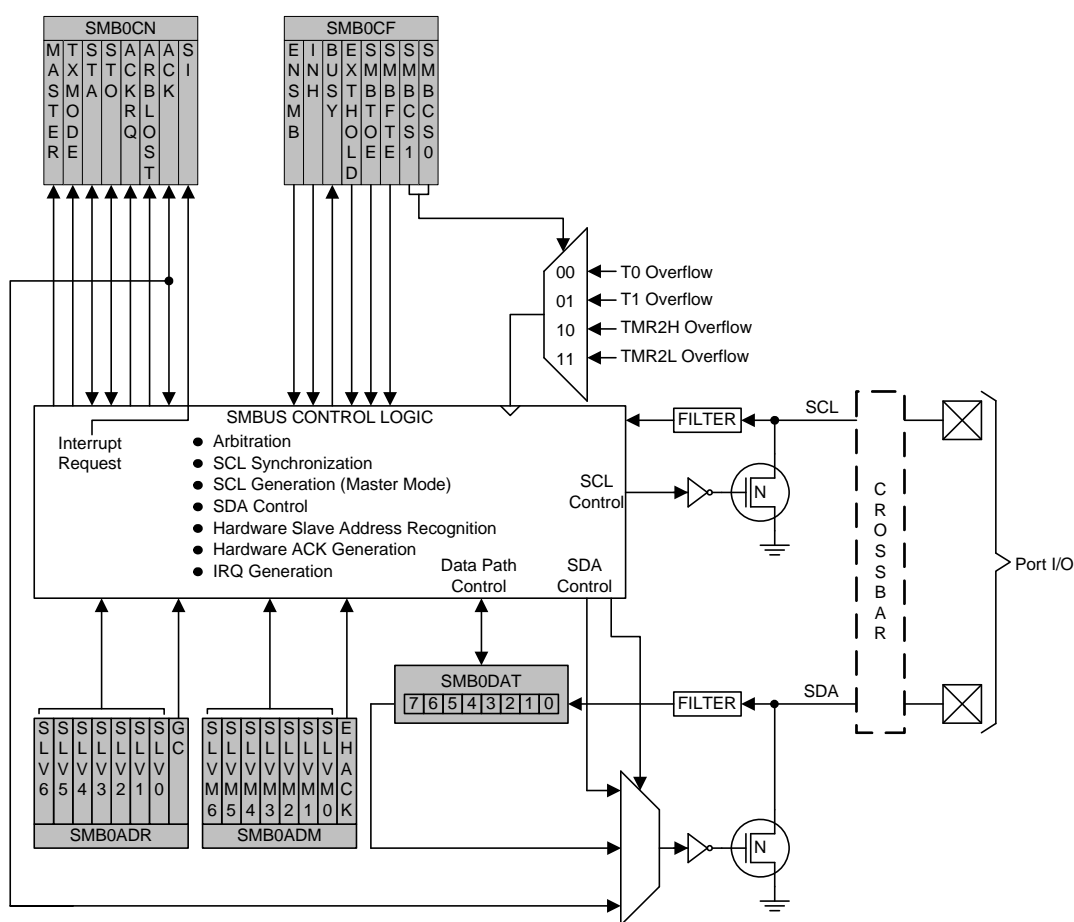 SMB0CN
MASTER
TXMODE
STA
STO
ACKRQ
ARBLOST
ACK
SI
SMB0CF
ENSMB
INH
BUSY
EXTHOLD
SMBTOE
SMBFTE
SMBCS1
SMBCS0
00
T0 Overflow
01
T1 Overflow
10
TMR2H Overflow
11
TMR2L Overflow
SMBUS CONTROL LOGIC
Interrupt
Request
● Arbitration
● SCL Synchronization
● SCL Generation (Master Mode)
● SDA Control
● Hardware Slave Address Recognition
● Hardware ACK Generation
● IRQ Generation
SCL
Control
Data Path
Control
SDA
Control
FILTER
SCL
N
CROSSBAR
Port I/O
SMB0DAT
7 6 5 4 3 2 1 0
FILTER
SDA
SLV6
SLV5
SLV4
SLV3
SLV2
SLV1
SLV0
GC
SMB0ADR
SLVM6
SLVM5
SLVM4
SLVM3
SLVM2
SLVM1
SLVM0
EHACK
SMB0ADM
N